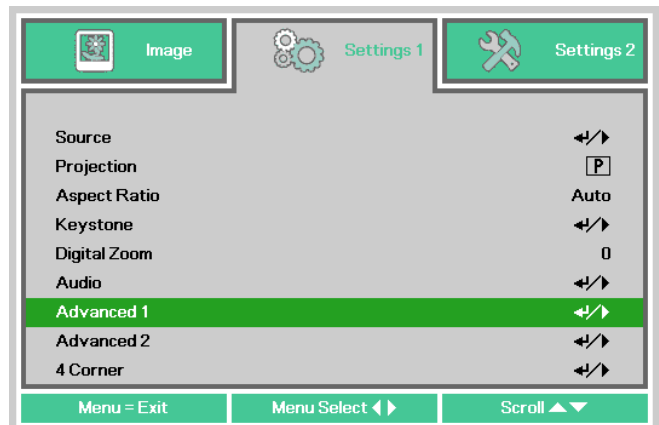 Image Settings 1 Settings 2
Source
Projection P
Aspect Ratio Auto
Keystone
Digital Zoom 0
Audio
Advanced 1
Advanced 2
4 Corner
Menu = Exit Menu Select Scroll